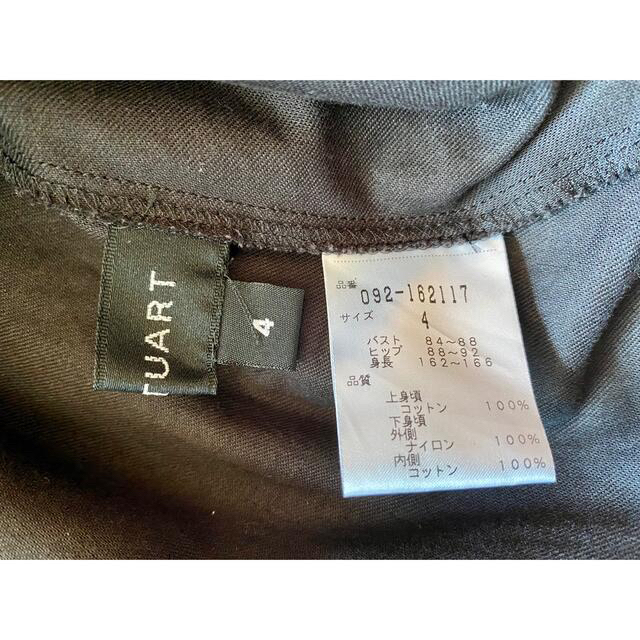 TUART
4
品番
092-162117
サイズ 4
バスト 84~88
ヒップ 88~92
身長 162~166
品質
上身頃
コットン 100%
下身頃
外側
ナイロン 100%
内側
コットン 100%